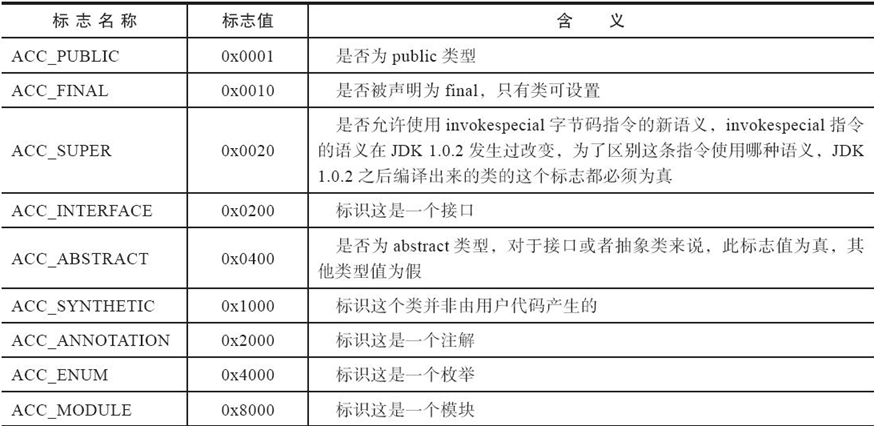 标志名称 标志值 含义
ACC_PUBLIC 0x0001 是否为 public 类型
ACC_FINAL 0x0010 是否被声明为 final，只有类可设置
是否允许使用 invokespecial 字节码指令的新语义，invokespecial 指令
ACC_SUPER 0x0020 的语义在 JDK 1.0.2 发生过改变，为了区别这条指令使用哪种语义，JDK
1.0.2 之后编译出来的类的这个标志都必须为真
ACC_INTERFACE 0x0200 标识这是一个接口
ACC_ABSTRACT 0x0400 是否为 abstract 类型，对于接口或者抽象类来说，此标志值为真，其
他类型值为假
ACC_SYNTHETIC 0x1000 标识这个类并非由用户代码产生的
ACC_ANNOTATION 0x2000 标识这是一个注解
ACC_ENUM 0x4000 标识这是一个枚举
ACC_MODULE 0x8000 标识这是一个模块